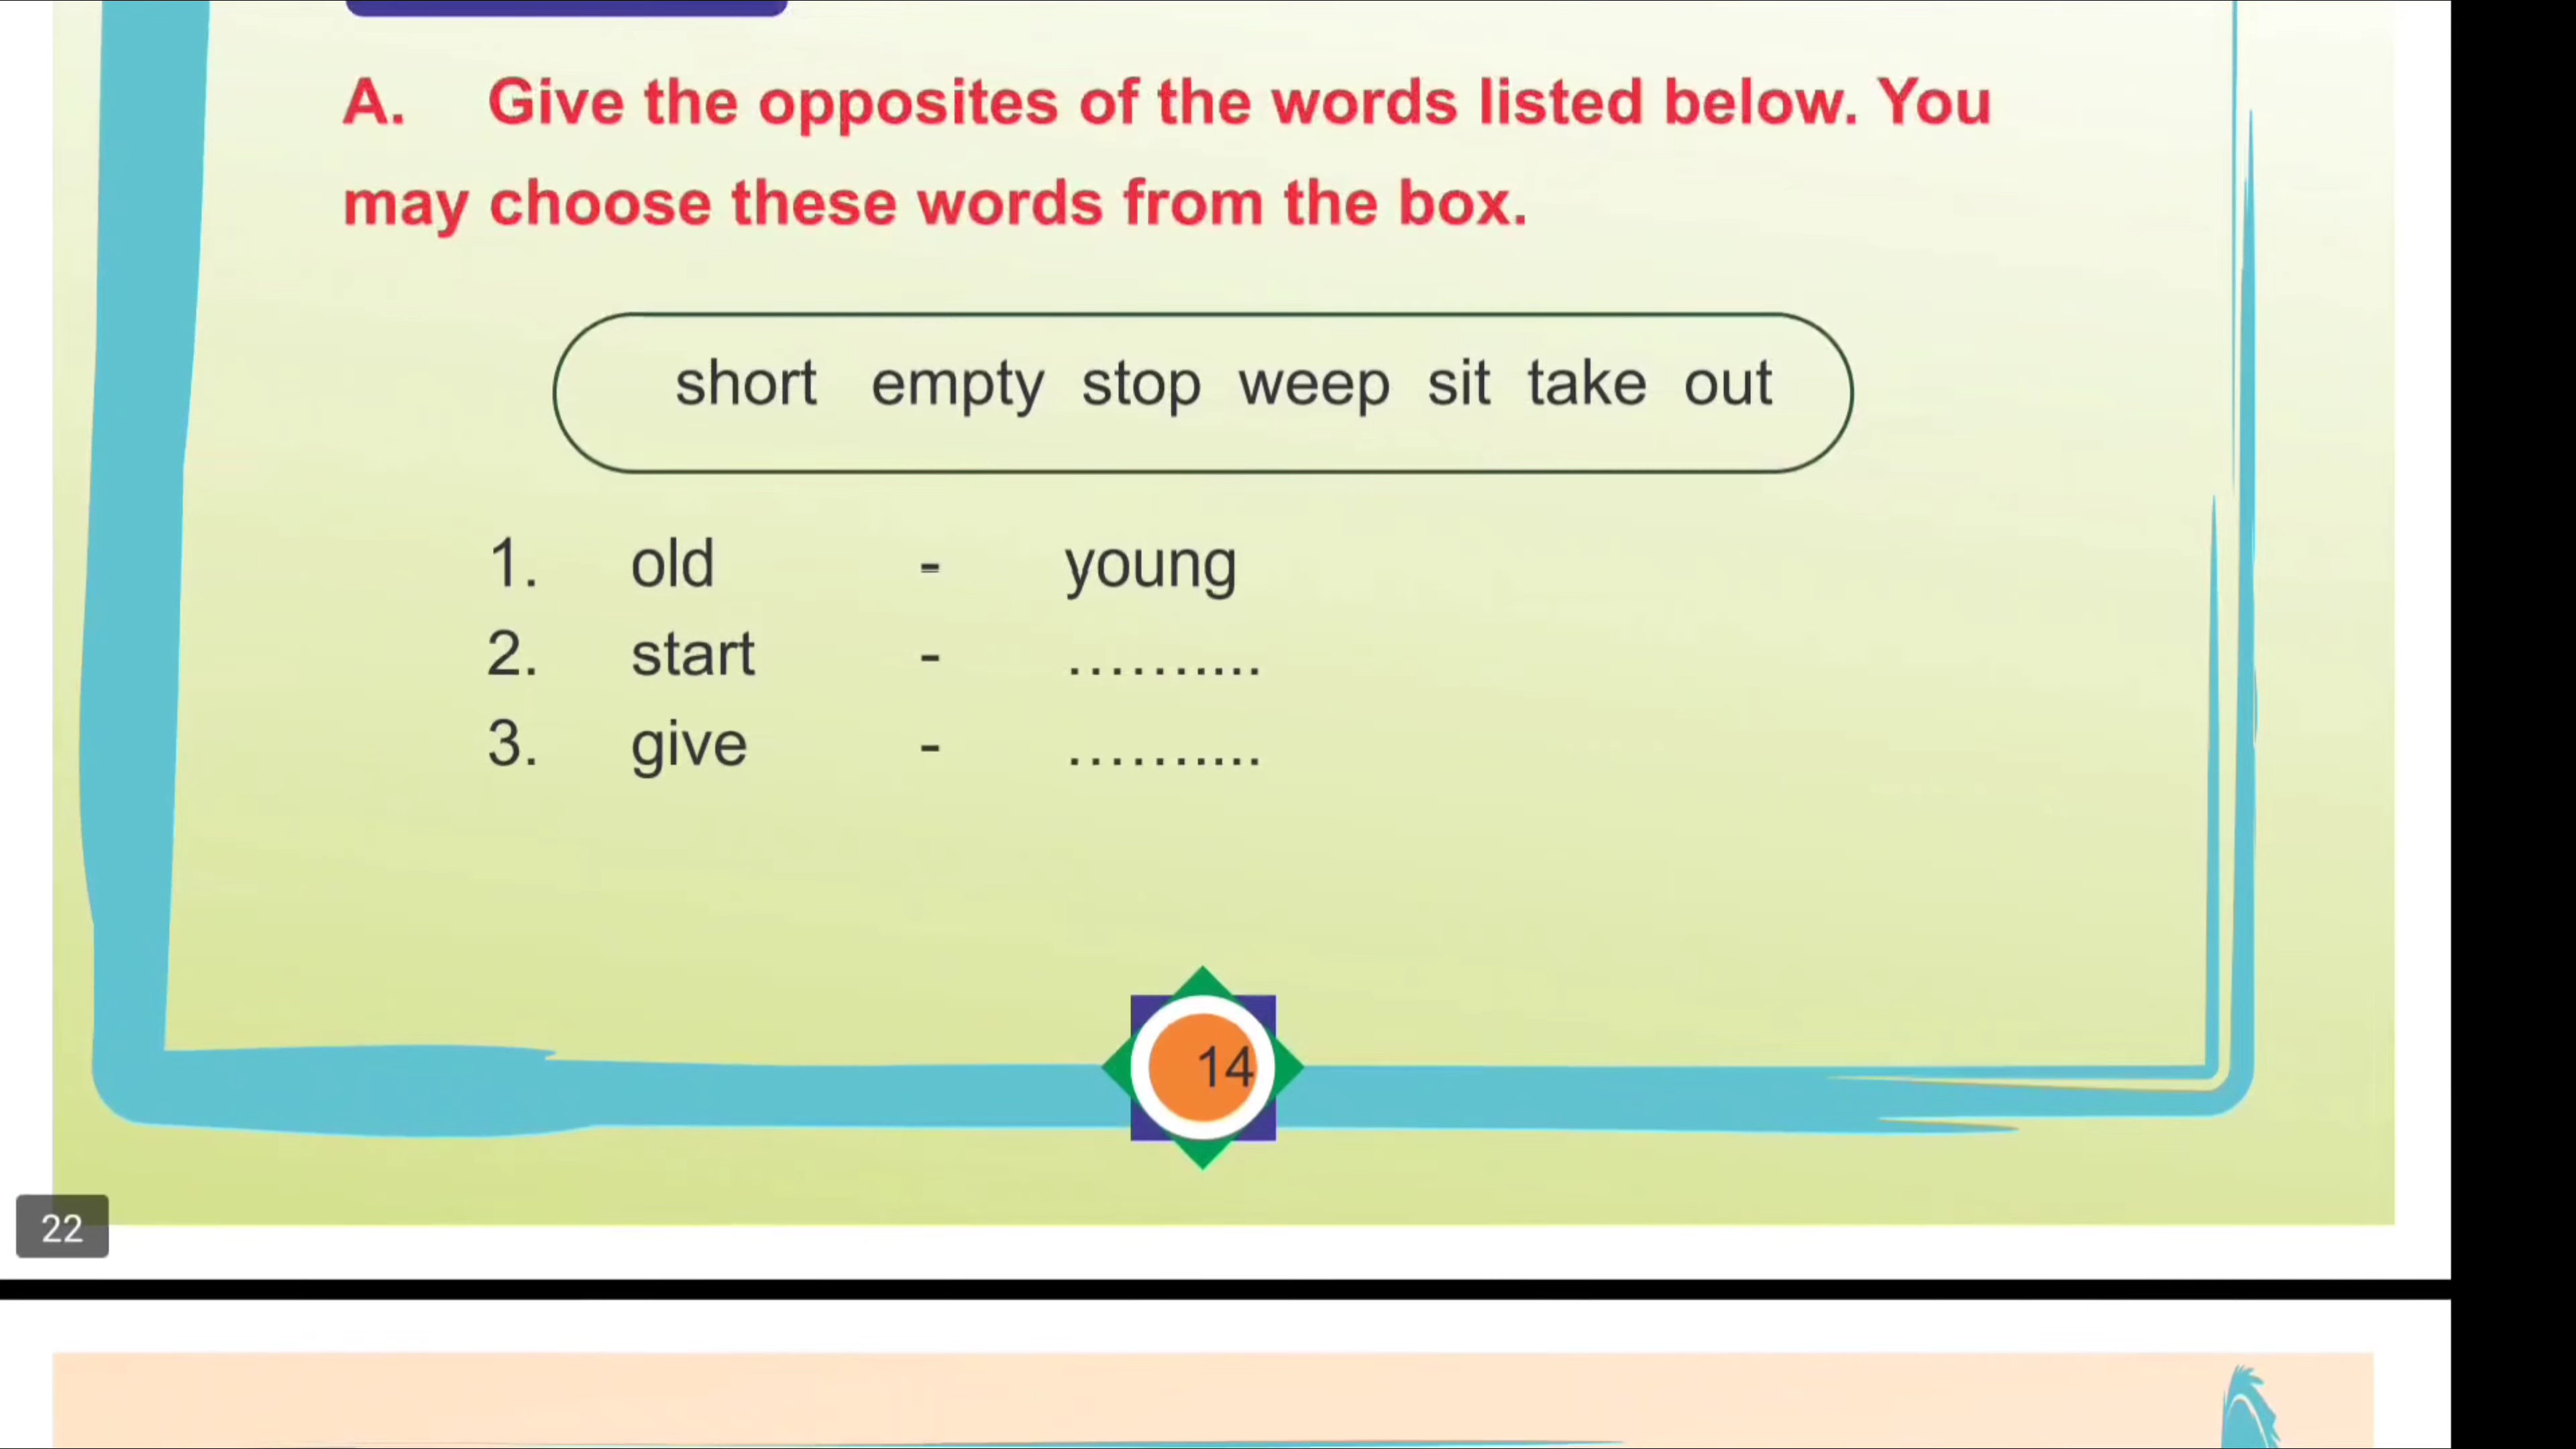 A. Give the opposites of the words listed below. You
may choose these words from the box.
short empty stop weep sit take out
1. old - young
2. start - ..........
3. give - ..........
14
22